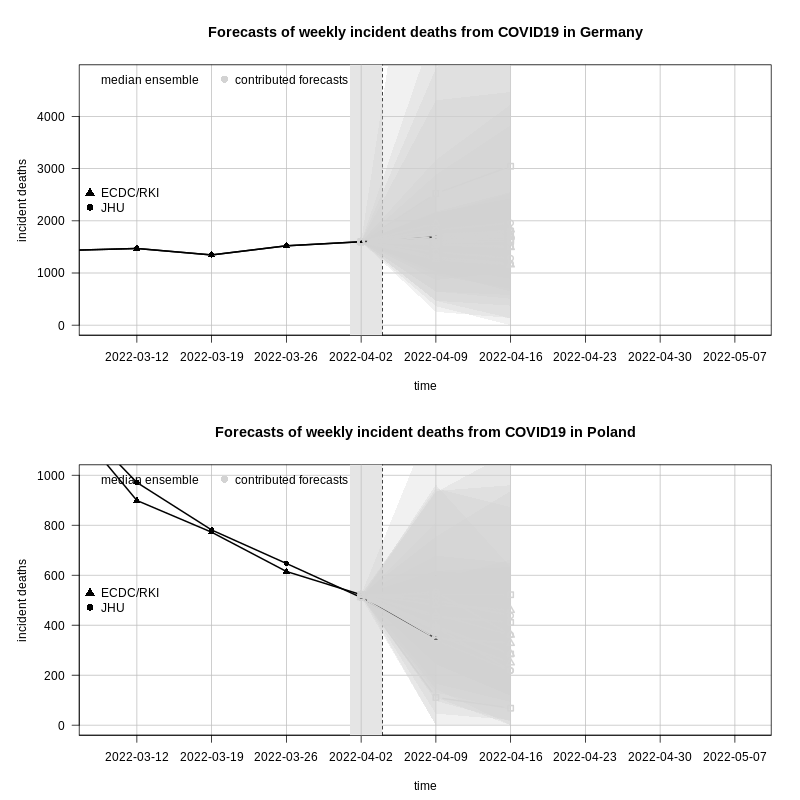 Forecasts of weekly incident deaths from COVID19 in Germany
median ensemble contributed forecasts
4000
3000
ECDC/RKI
JHU
2000
1000
0
incident deaths
2022-03-12 2022-03-19 2022-03-26 2022-04-02 2022-04-09 2022-04-16 2022-04-23 2022-04-30 2022-05-07
time
Forecasts of weekly incident deaths from COVID19 in Poland
1000
median ensemble contributed forecasts
800
600
ECDC/RKI
JHU
400
200
0
incident deaths
2022-03-12 2022-03-19 2022-03-26 2022-04-02 2022-04-09 2022-04-16 2022-04-23 2022-04-30 2022-05-07
time